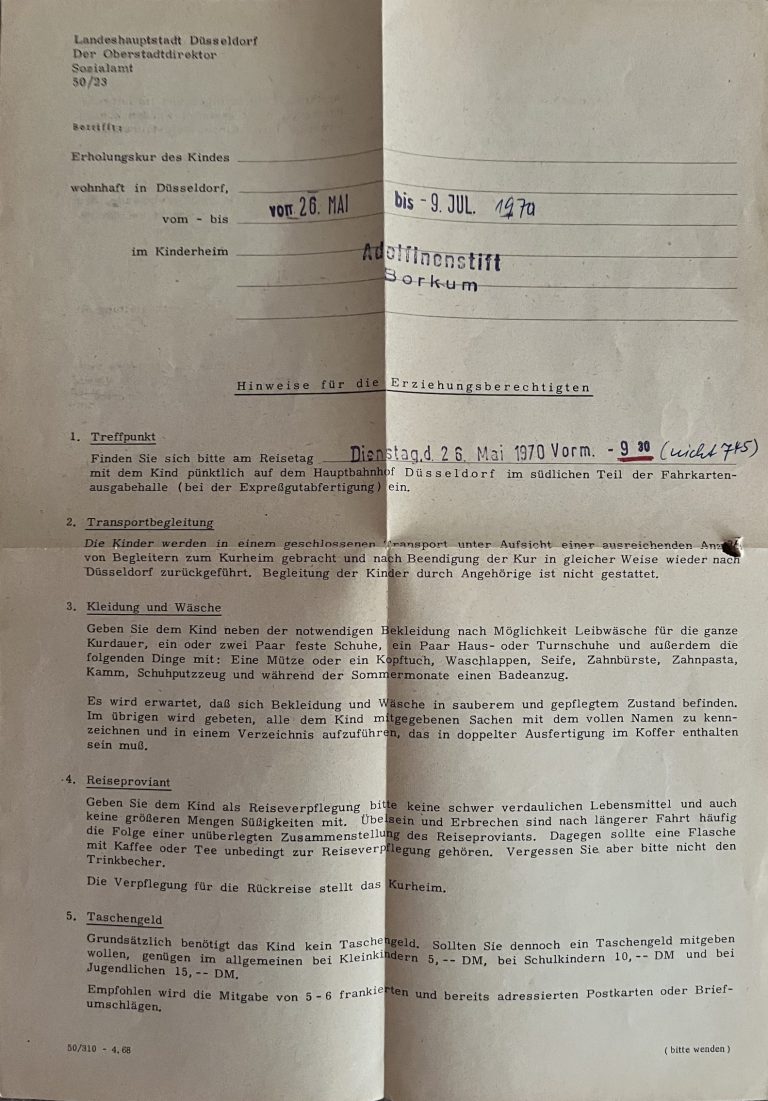 Landeshauptstadt Düsseldorf
Der Oberstadtdirektor
Sozialamt
50/23
Betrifft:
Erholungskur des Kindes
wohnhaft in Düsseldorf,
vom - bis von 26. MAI bis - 9. JUL. 1970
im Kinderheim Adolfinenstift
Borkum
Hinweise für die Erziehungsberechtigten
1. Treffpunkt
Finden Sie sich bitte am Reisetag Dienstag,d. 26. Mai 1970 Vorm. - 9 30 (nicht 745)
mit dem Kind pünktlich auf dem Hauptbahnhof Düsseldorf im südlichen Teil der Fahrkarten-
ausgabehalle (bei der Expreßgutabfertigung) ein.
2. Transportbegleitung
Die Kinder werden in einem geschlossenen Transport unter Aufsicht einer ausreichenden
von Begleitern zum Kurheim gebracht und nach Beendigung der Kur in gleicher Weise wieder nach
Düsseldorf zurückgeführt. Begleitung der Kinder durch Angehörige ist nicht gestattet.
3. Kleidung und Wäsche
Geben Sie dem Kind neben der notwendigen Bekleidung nach Möglichkeit Leibwäsche für die ganze
Kurdauer, ein oder zwei Paar feste Schuhe, ein Paar Haus- oder Turnschuhe und außerdem die
folgenden Dinge mit: Eine Mütze oder ein Kopftuch, Waschlappen, Seife, Zahnbürste, Zahnpasta,
Kamm, Schuhputzzeug und während der Sommermonate einen Badeanzug.
Es wird erwartet, daß sich Bekleidung und Wäsche in sauberem und gepflegtem Zustand befinden.
Im übrigen wird gebeten, alle dem Kind mitgegebenen Sachen mit dem vollen Namen zu kenn-
zeichnen und in einem Verzeichnis aufzuführen, das in doppelter Ausfertigung im Koffer enthalten
sein muß.
4. Reiseproviant
Geben Sie dem Kind als Reiseverpflegung bitte keine schwer verdaulichen Lebensmittel und auch
keine größeren Mengen Süßigkeiten mit. Übelsein und Erbrechen sind nach längerer Fahrt häufig
die Folge einer unüberlegten Zusammenstellung des Reiseproviants. Dagegen sollte eine Flasche
mit Kaffee oder Tee unbedingt zur Reiseverpflegung gehören. Vergessen Sie aber bitte nicht den
Trinkbecher.
Die Verpflegung für die Rückreise stellt das Kurheim.
5. Taschengeld
Grundsätzlich benötigt das Kind kein Taschengeld. Sollten Sie dennoch ein Taschengeld mitgeben
wollen, genügen im allgemeinen bei Kleinkindern 5,-- DM, bei Schulkindern 10,-- DM und bei
Jugendlichen 15,-- DM.
Empfohlen wird die Mitgabe von 5-6 frankierten und bereits adressierten Postkarten oder Brief-
umschlägen.
50/310 - 4.68
(bitte wenden)